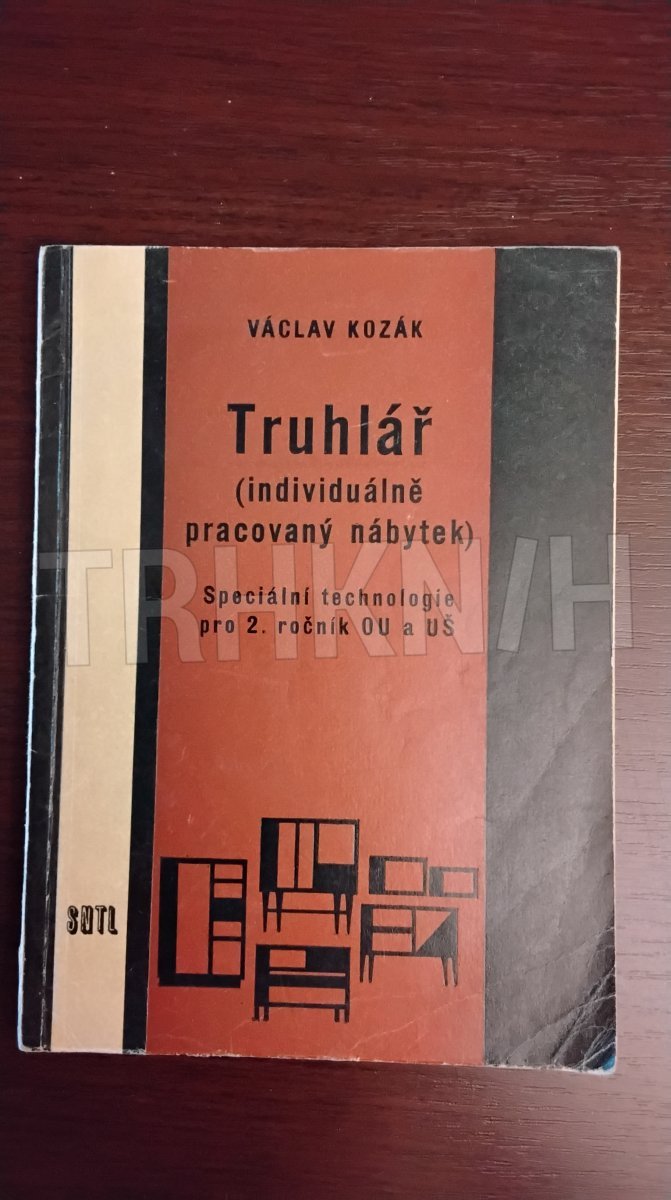 VÁCLAV KOZÁK
Truhlář
(individuálně
pracovaný nábytek)
TRHKNIH
Speciální technologie
pro 2. ročník OU a UŠ
SNTL